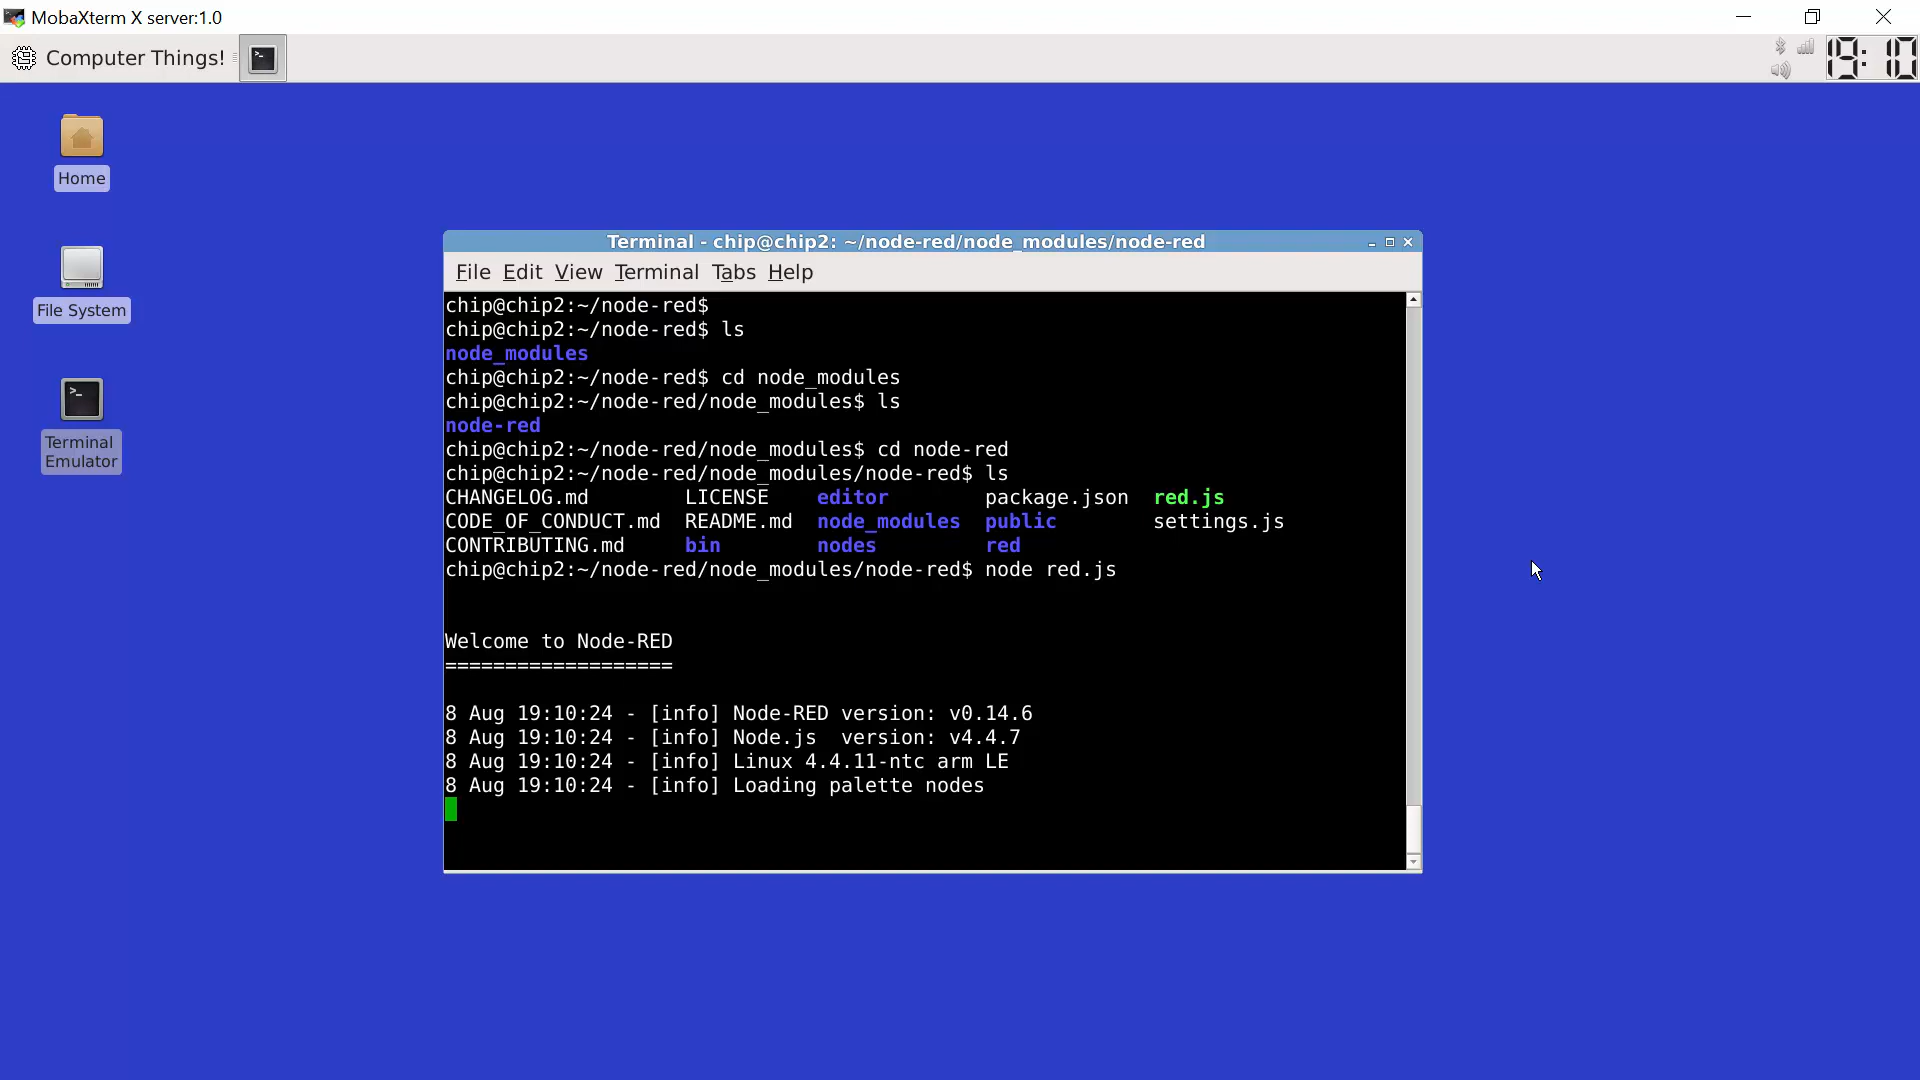 MobaXterm X server:1.0
Computer Things!
19:10
Home
File System
Terminal
Emulator
Terminal - chip@chip2: ~/node-red/node_modules/node-red
File Edit View Terminal Tabs Help
chip@chip2:~/node-red$
chip@chip2:~/node-red$ ls
node_modules
chip@chip2:~/node-red$ cd node_modules
chip@chip2:~/node-red/node_modules$ ls
node-red
chip@chip2:~/node-red/node_modules$ cd node-red
chip@chip2:~/node-red/node_modules/node-red$ ls
CHANGELOG.md        LICENSE    editor        package.json  red.js
CODE_OF_CONDUCT.md  README.md  node_modules  public        settings.js
CONTRIBUTING.md     bin        nodes         red
chip@chip2:~/node-red/node_modules/node-red$ node red.js
Welcome to Node-RED
===================
8 Aug 19:10:24 - [info] Node-RED version: v0.14.6
8 Aug 19:10:24 - [info] Node.js  version: v4.4.7
8 Aug 19:10:24 - [info] Linux 4.4.11-ntc arm LE
8 Aug 19:10:24 - [info] Loading palette nodes